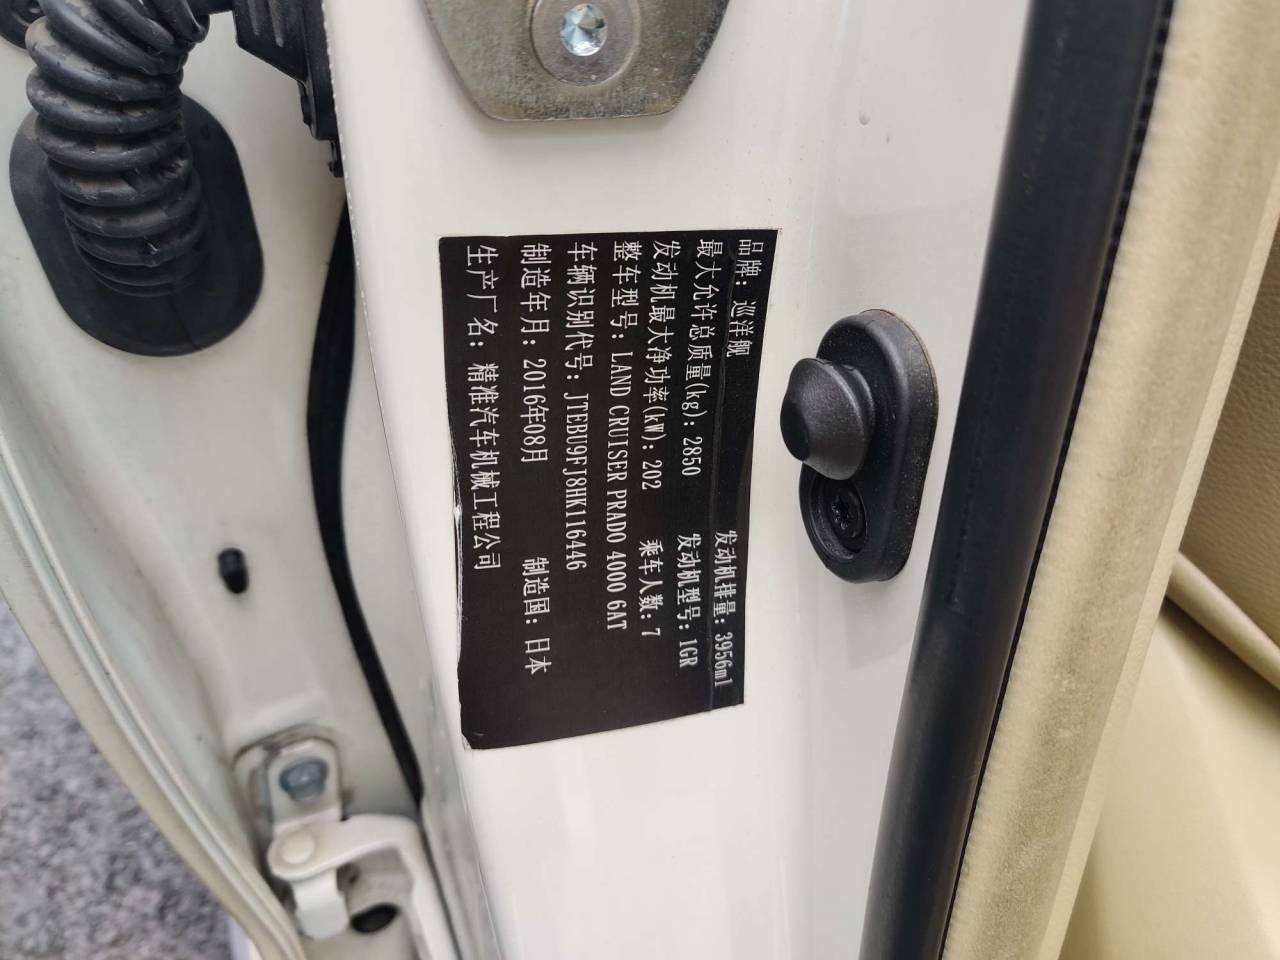 品牌：巡洋舰
发动机排量：3956ml
最大允许总质量(kg)：2850
发动机型号：1GR
发动机最大净功率(kW)：202
乘车人数：7
整车型号：LAND CRUISER PRADO 4000 6AT
车辆识别代号：JTEBU9FJ8HK116446
制造年月：2016年08月
制造国：日本
生产厂名：精准汽车机械工程公司